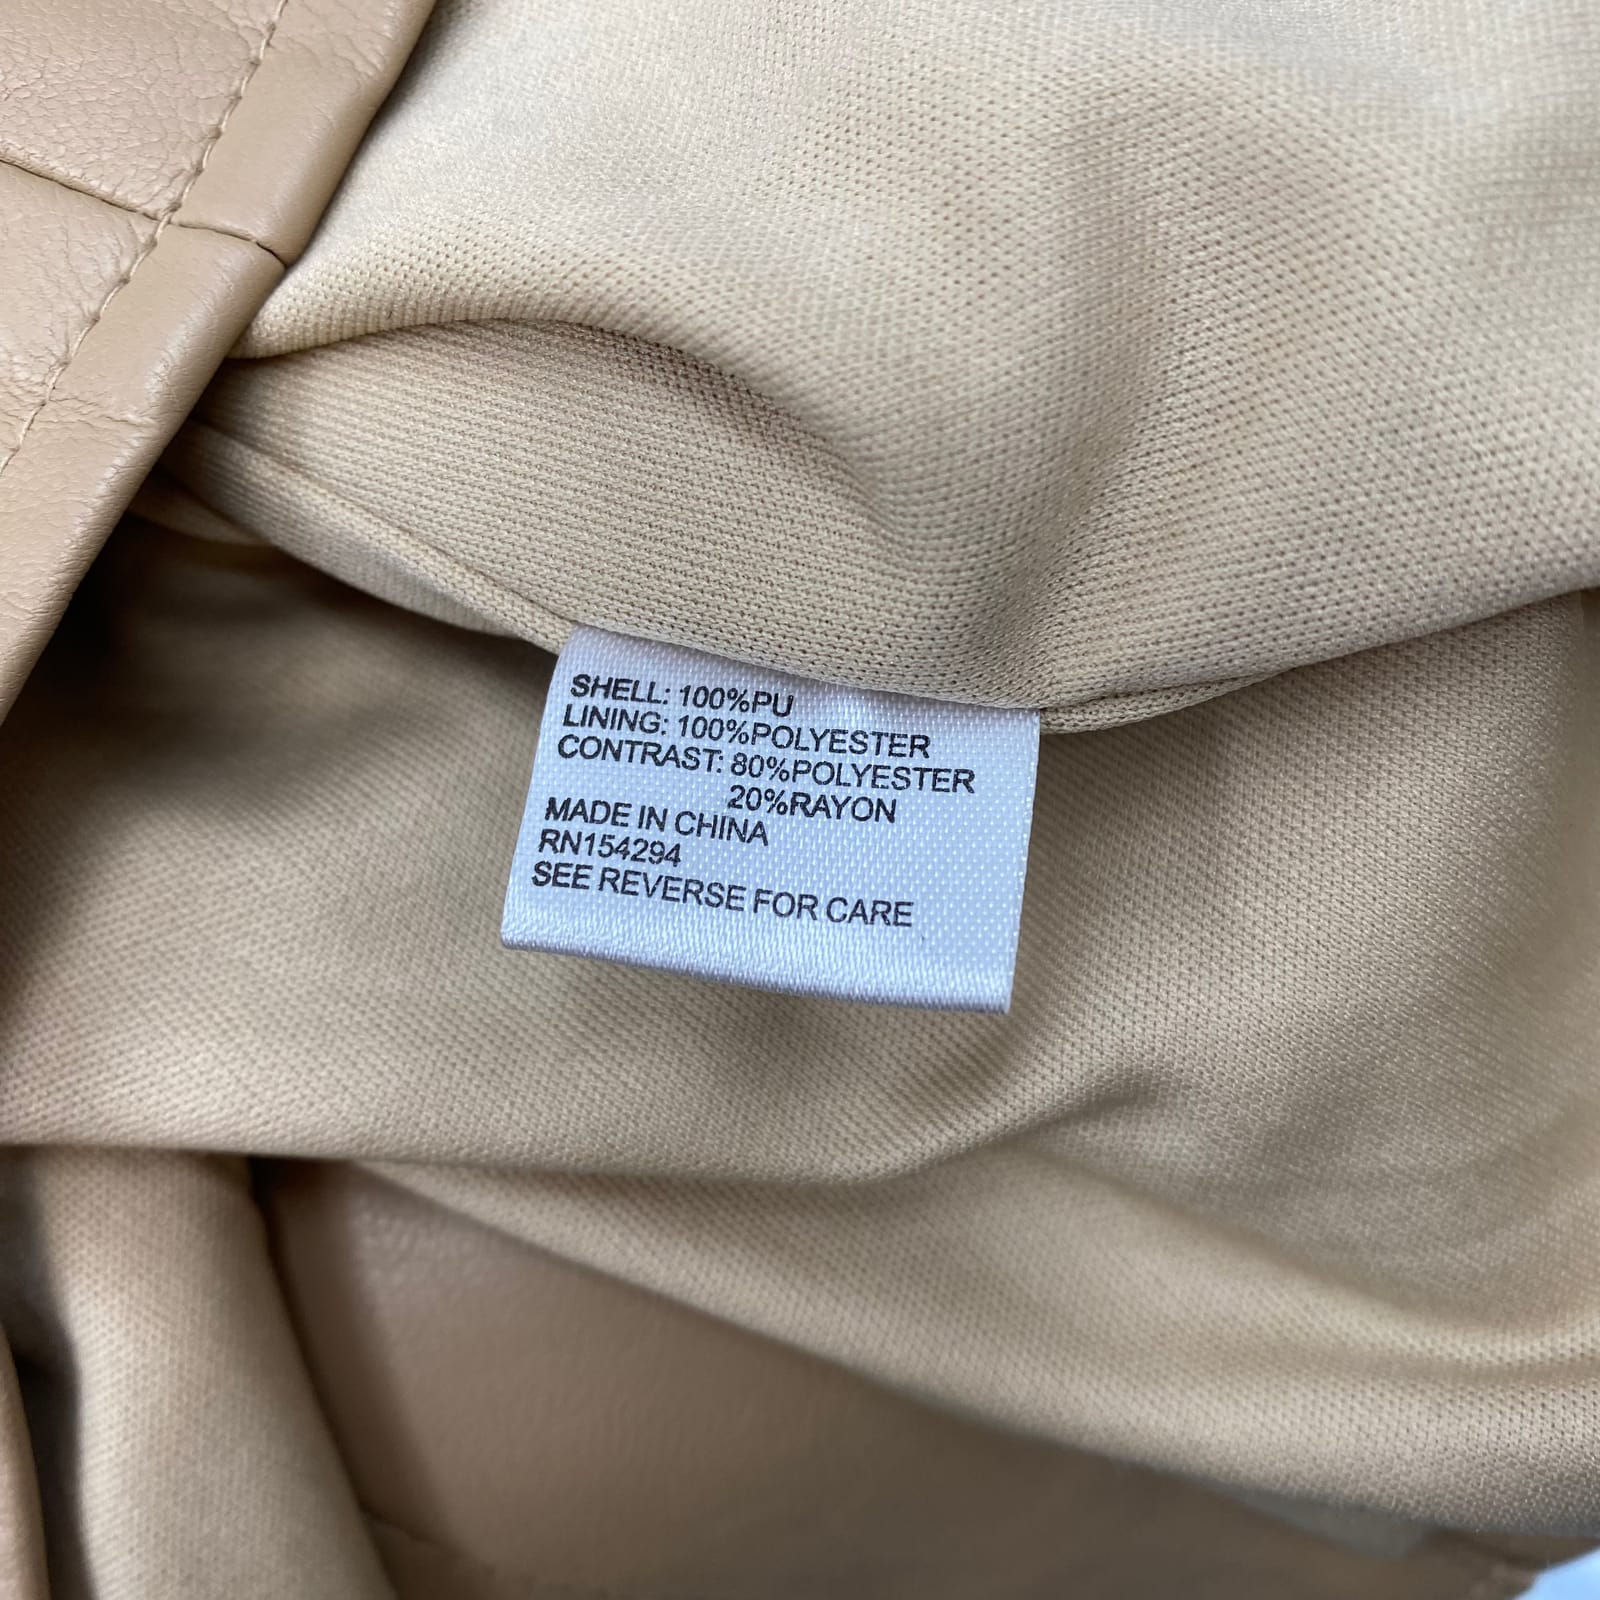 SHELL: 100%PU
LINING: 100%POLYESTER
CONTRAST: 80%POLYESTER
20%RAYON
MADE IN CHINA
RN154294
SEE REVERSE FOR CARE